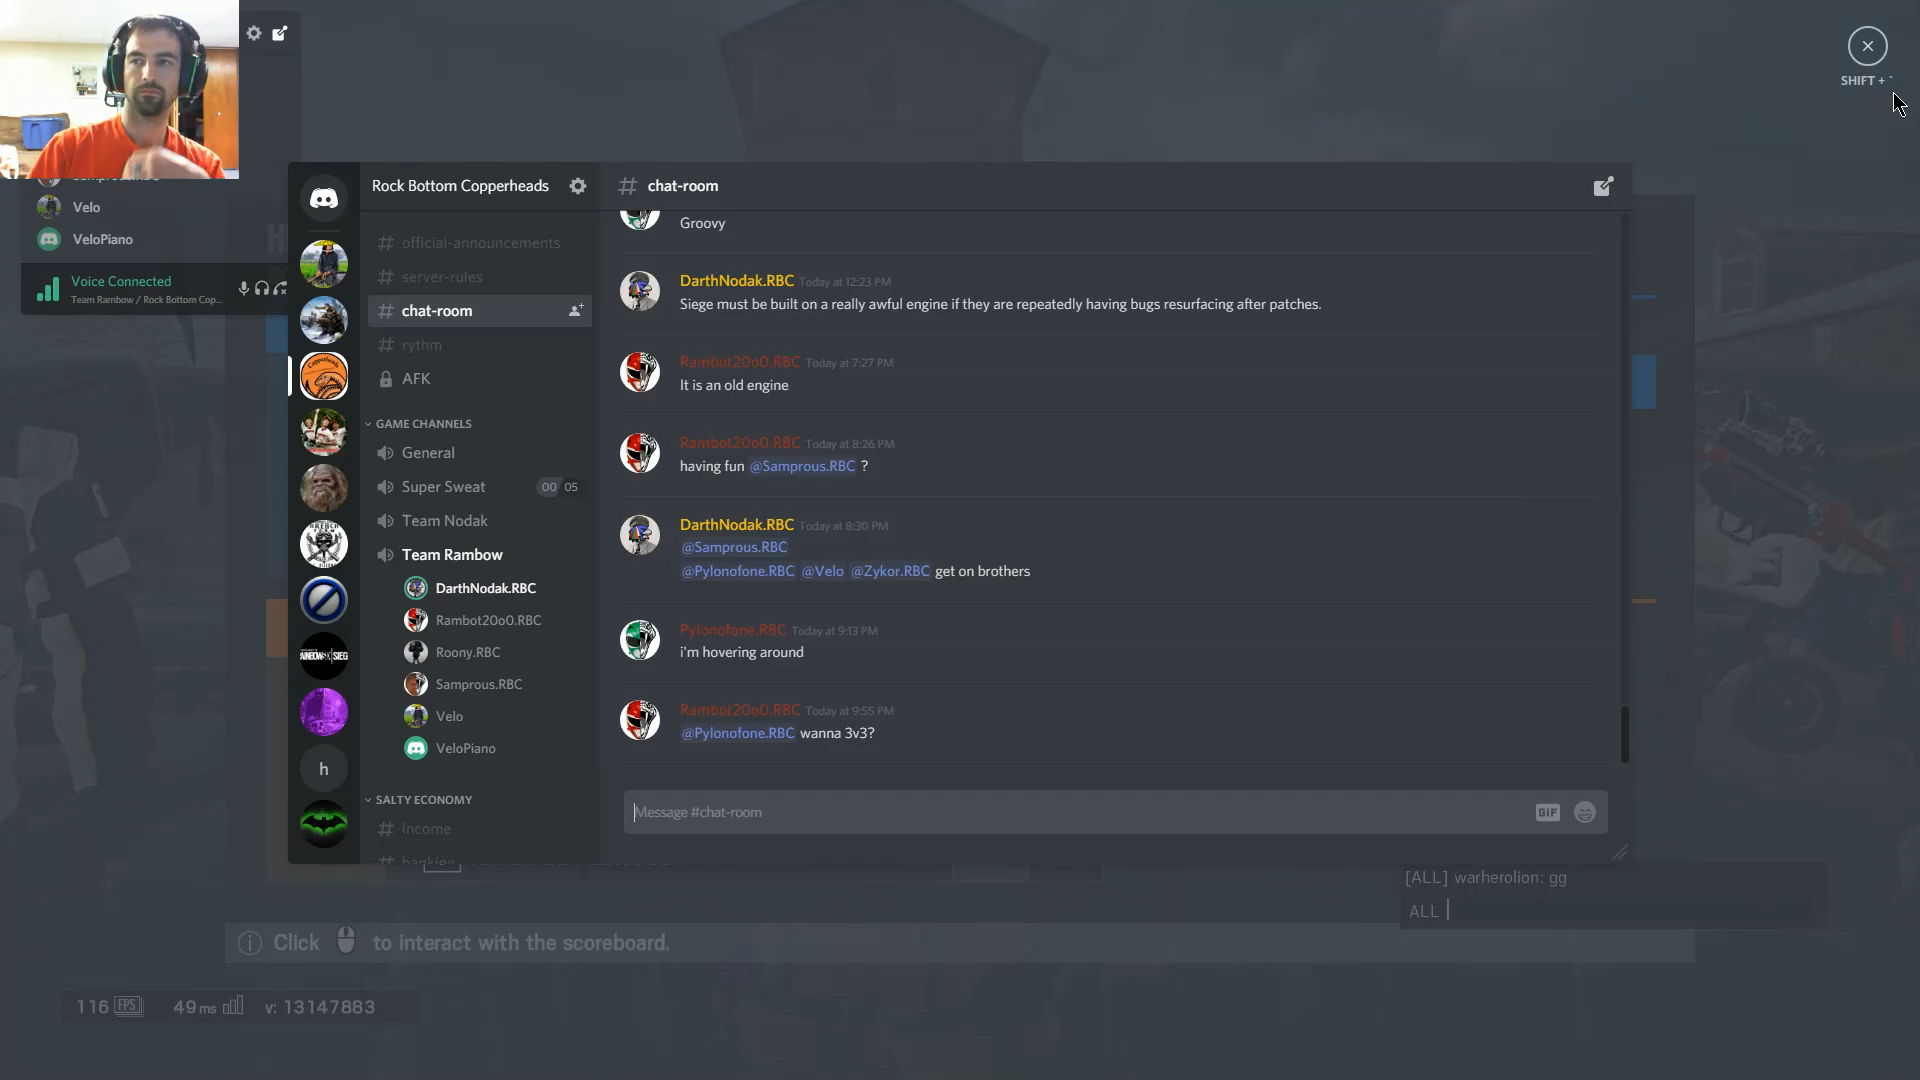 SHIFT + `
Velo
VeloPiano
Voice Connected
Team Rambow / Rock Bottom Cop...
Rock Bottom Copperheads
# official-announcements
# server-rules
# chat-room
# rythm
AFK
GAME CHANNELS
General
Super Sweat 00 05
Team Nodak
Team Rambow
DarthNodak.RBC
Rambot20o0.RBC
Roony.RBC
Samprous.RBC
Velo
VeloPiano
SALTY ECONOMY
# income
# banking
Copperheads
h
# chat-room
Groovy
DarthNodak.RBC Today at 12:23 PM
Siege must be built on a really awful engine if they are repeatedly having bugs resurfacing after patches.
Rambot20o0.RBC Today at 7:27 PM
It is an old engine
Rambot20o0.RBC Today at 8:26 PM
having fun @Samprous.RBC ?
DarthNodak.RBC Today at 8:30 PM
@Samprous.RBC
@Pylonofone.RBC @Velo @Zykor.RBC get on brothers
Pylonofone.RBC Today at 9:13 PM
i'm hovering around
Rambot20o0.RBC Today at 9:55 PM
@Pylonofone.RBC wanna 3v3?
Message #chat-room
GIF
[ALL] warherolion: gg
ALL
Click to interact with the scoreboard.
116 FPS 49 ms v: 13147883